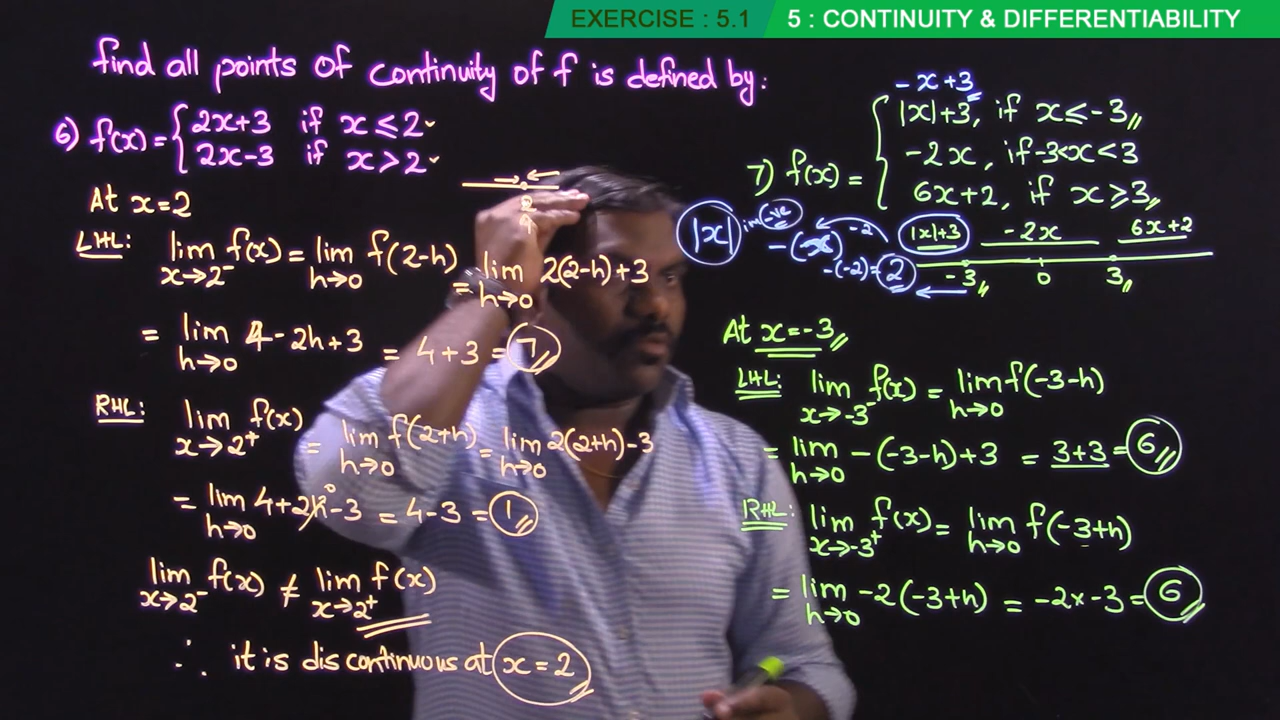 EXERCISE : 5.1
5 : CONTINUITY & DIFFERENTIABILITY
find all points of continuity of f is defined by:
6) f(x) = { 2x+3 if x ≤ 2
2x-3 if x > 2
At x=2
LHL: lim x→2⁻ f(x) = lim h→0 f(2-h) = lim h→0 2(2-h)+3
= lim h→0 4-2h+3 = 4+3 = 7
RHL: lim x→2⁺ f(x) = lim h→0 f(2+h) = lim h→0 2(2+h)-3
= lim h→0 4+2h-3 = 4-3 = 1
lim x→2⁻ f(x) ≠ lim x→2⁺ f(x)
∴ it is discontinuous at x=2
-x+3
7) f(x) = { |x|+3, if x ≤ -3
-2x, if -3<x<3
6x+2, if x ≥ 3
|x| -ve
-2
-(-2)=2
|x|+3 -2x 6x+2
-3 0 3
At x=-3
LHL: lim x→-3⁻ f(x) = lim h→0 f(-3-h)
= lim h→0 -(-3-h)+3 = 3+3 = 6
RHL: lim x→-3⁺ f(x) = lim h→0 f(-3+h)
= lim h→0 -2(-3+h) = -2×-3 = 6